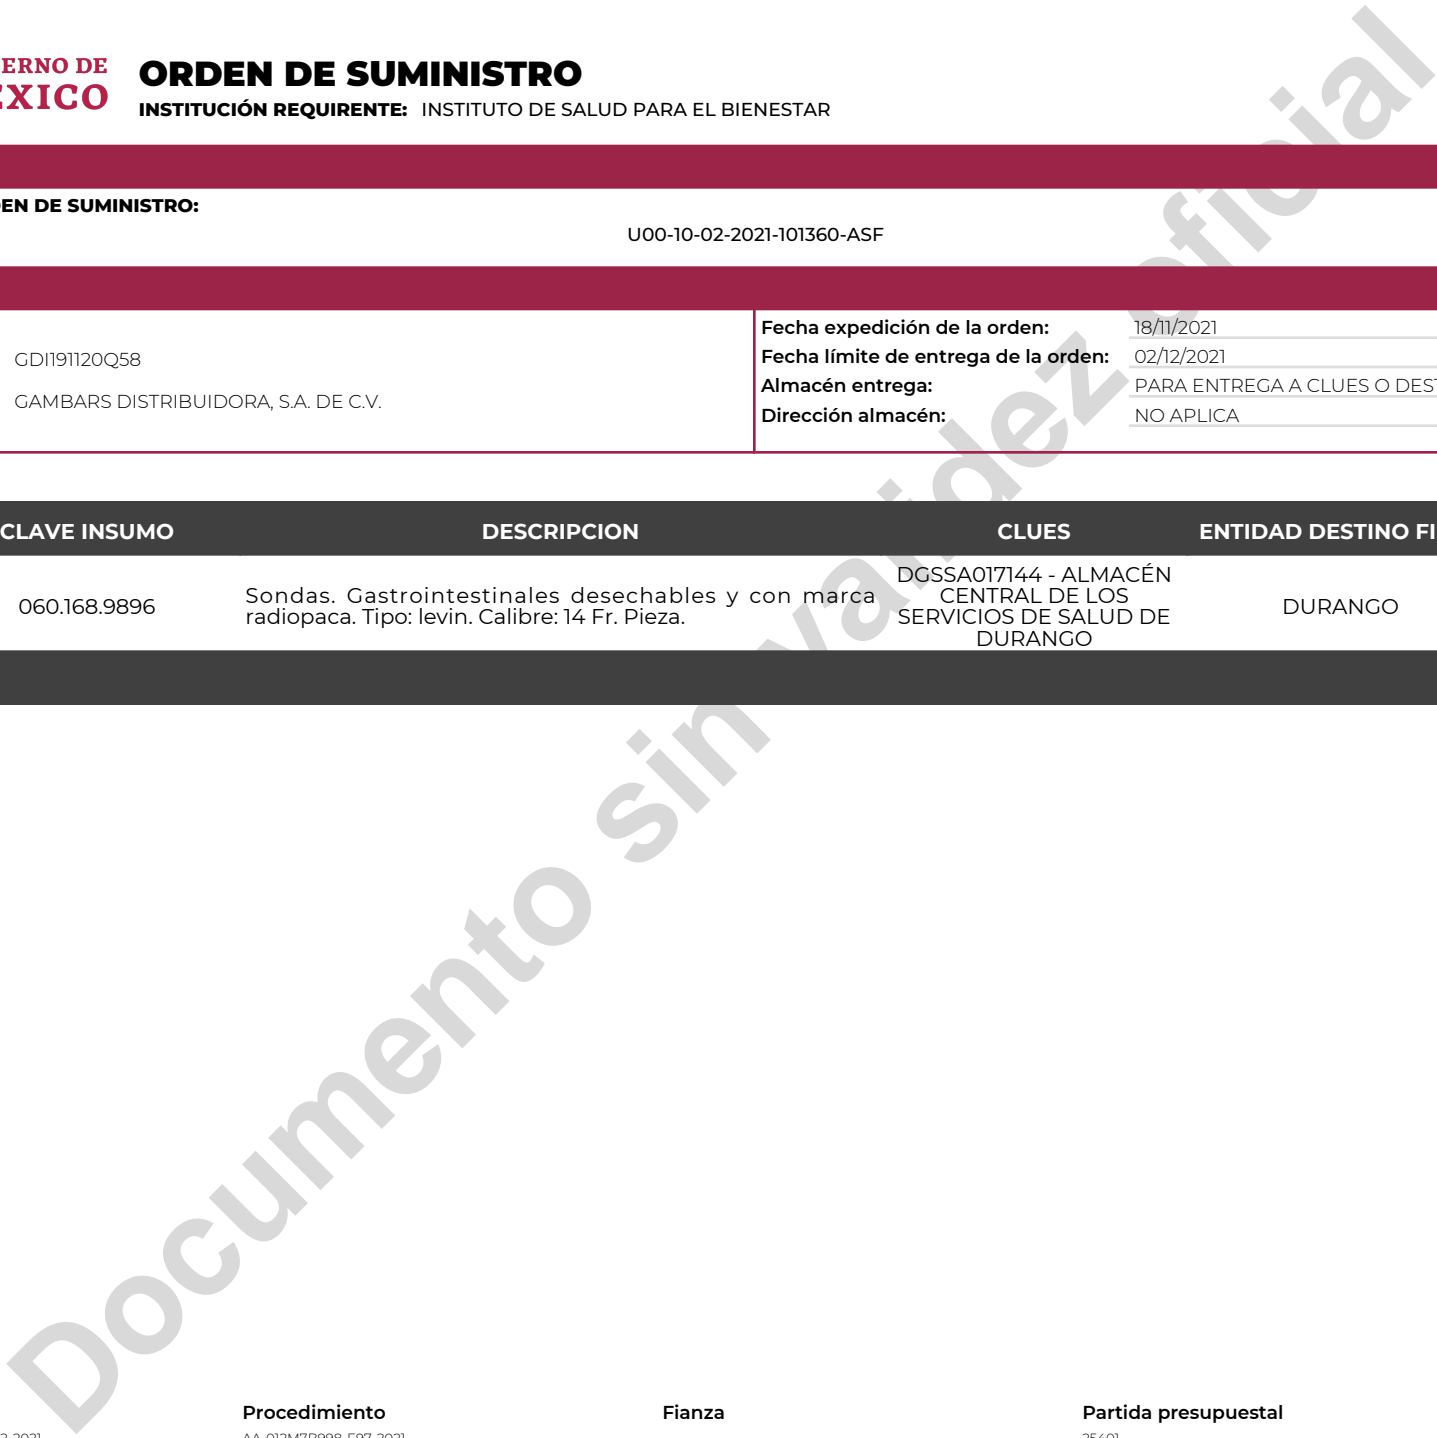 ERNO DE
EXICO
ORDEN DE SUMINISTRO
INSTITUCIÓN REQUIRENTE: INSTITUTO DE SALUD PARA EL BIENESTAR
EN DE SUMINISTRO:
U00-10-02-2021-101360-ASF
GDI191120Q58
GAMBARS DISTRIBUIDORA, S.A. DE C.V.
Fecha expedición de la orden: 18/11/2021
Fecha límite de entrega de la orden: 02/12/2021
Almacén entrega: PARA ENTREGA A CLUES O DEST
Dirección almacén: NO APLICA
CLAVE INSUMO DESCRIPCION CLUES ENTIDAD DESTINO FI
060.168.9896
Sondas. Gastrointestinales desechables y con marca
radiopaca. Tipo: levin. Calibre: 14 Fr. Pieza.
DGSSA017144 - ALMACÉN
CENTRAL DE LOS
SERVICIOS DE SALUD DE
DURANGO
DURANGO
Documento sin validez oficial
Procedimiento Fianza Partida presupuestal